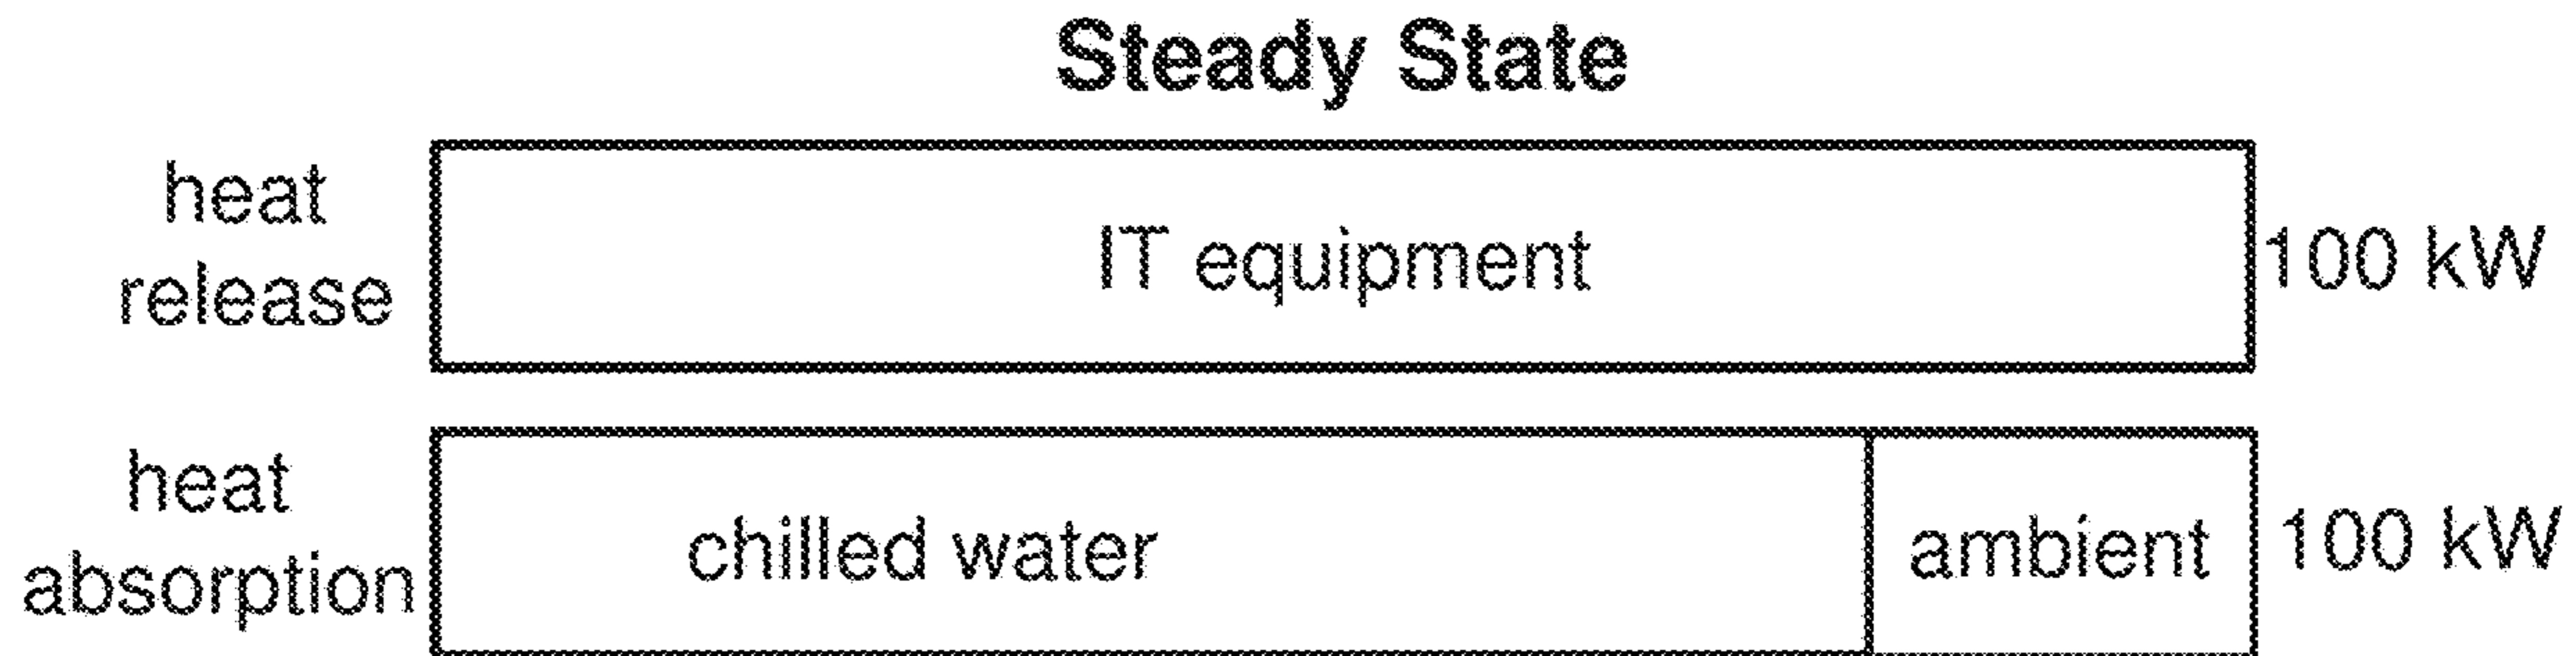 Steady State
heat
release
IT equipment
100 kW
heat
absorption
chilled water
ambient
100 kW